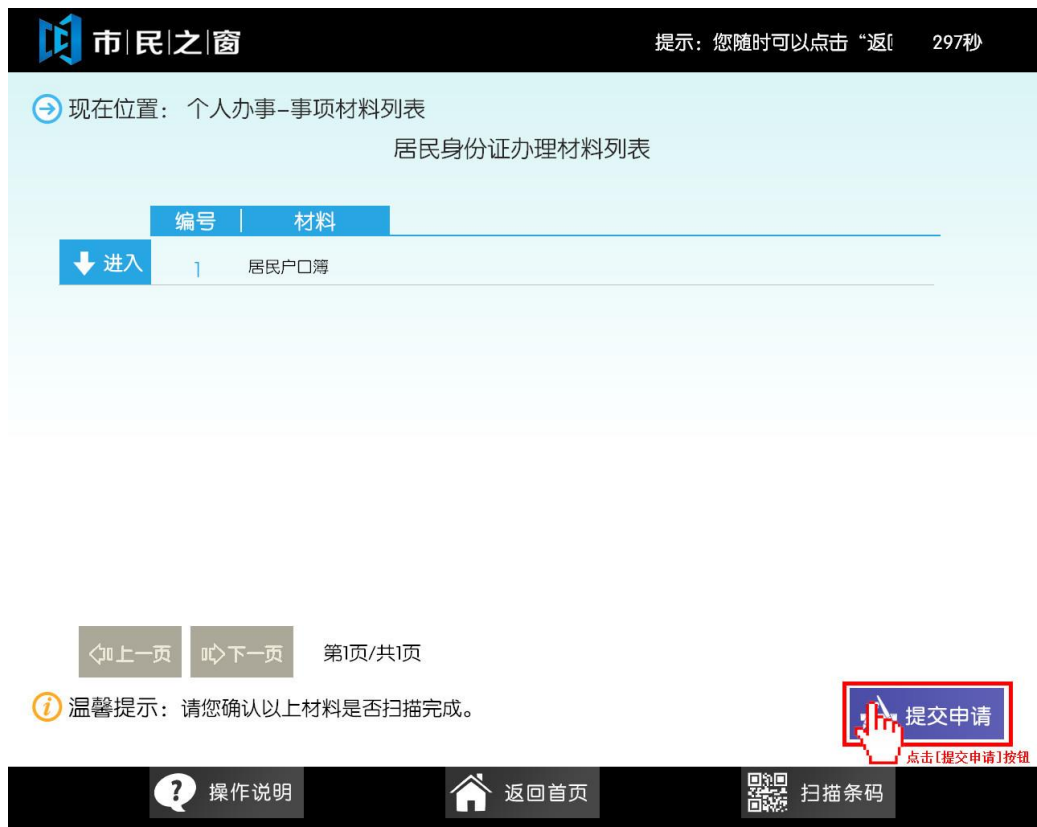 市|民|之|窗
提示：您随时可以点击“返 297秒
现在位置： 个人办事-事项材料列表
居民身份证办理材料列表
编号 材料
进入 1 居民户口簿
上一页 下一页 第1页/共1页
温馨提示：请您确认以上材料是否扫描完成。
提交申请
点击[提交申请]按钮
操作说明 返回首页 扫描条码